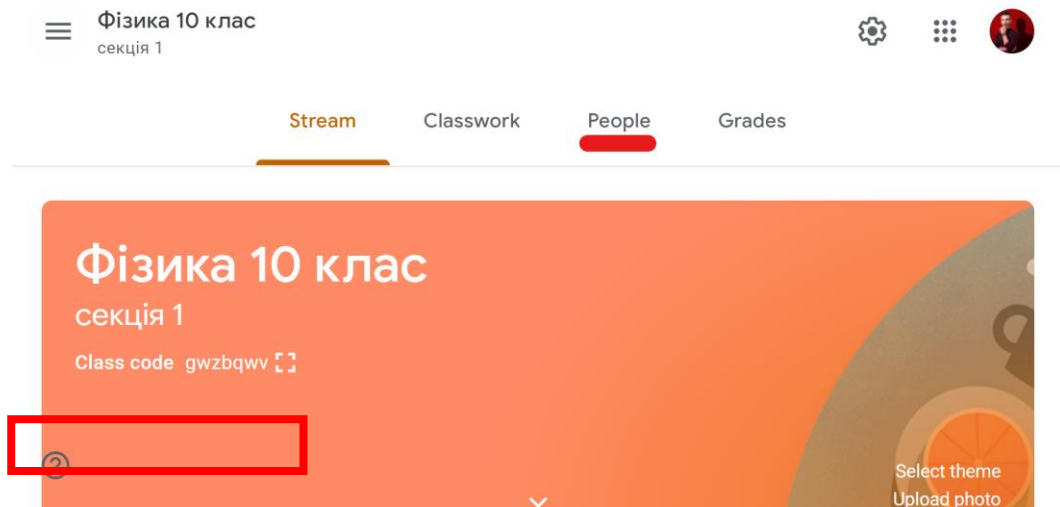 Фізика 10 клас
секція 1
Stream Classwork People Grades
Фізика 10 клас
секція 1
Class code gwzbqwv
?
Select theme
Upload photo